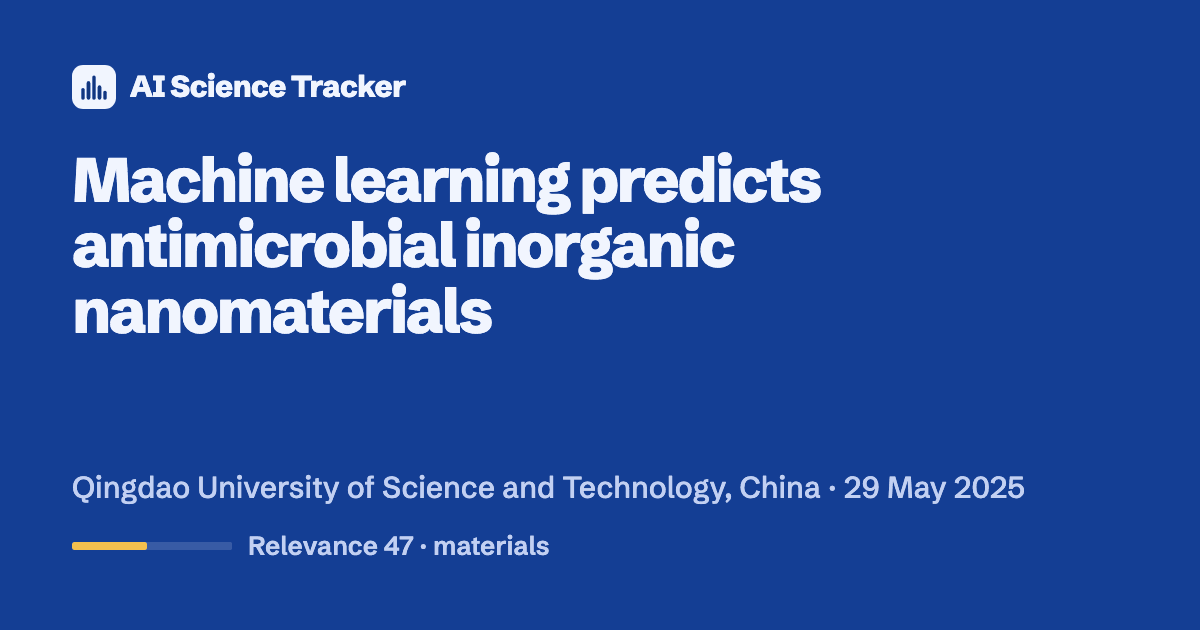 AI Science Tracker
Machine learning predicts
antimicrobial inorganic
nanomaterials
Qingdao University of Science and Technology, China · 29 May 2025
Relevance 47 · materials